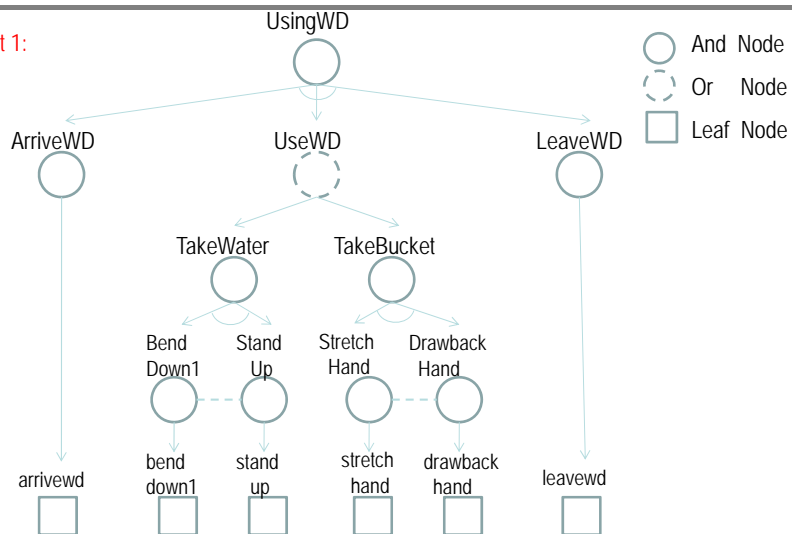 UsingWD
t 1:
And Node
Or Node
Leaf Node
ArriveWD
UseWD
LeaveWD
TakeWater
TakeBucket
Bend
Down1
Stand
Up
Stretch
Hand
Drawback
Hand
arrivewd
bend
down1
stand
up
stretch
hand
drawback
hand
leavewd